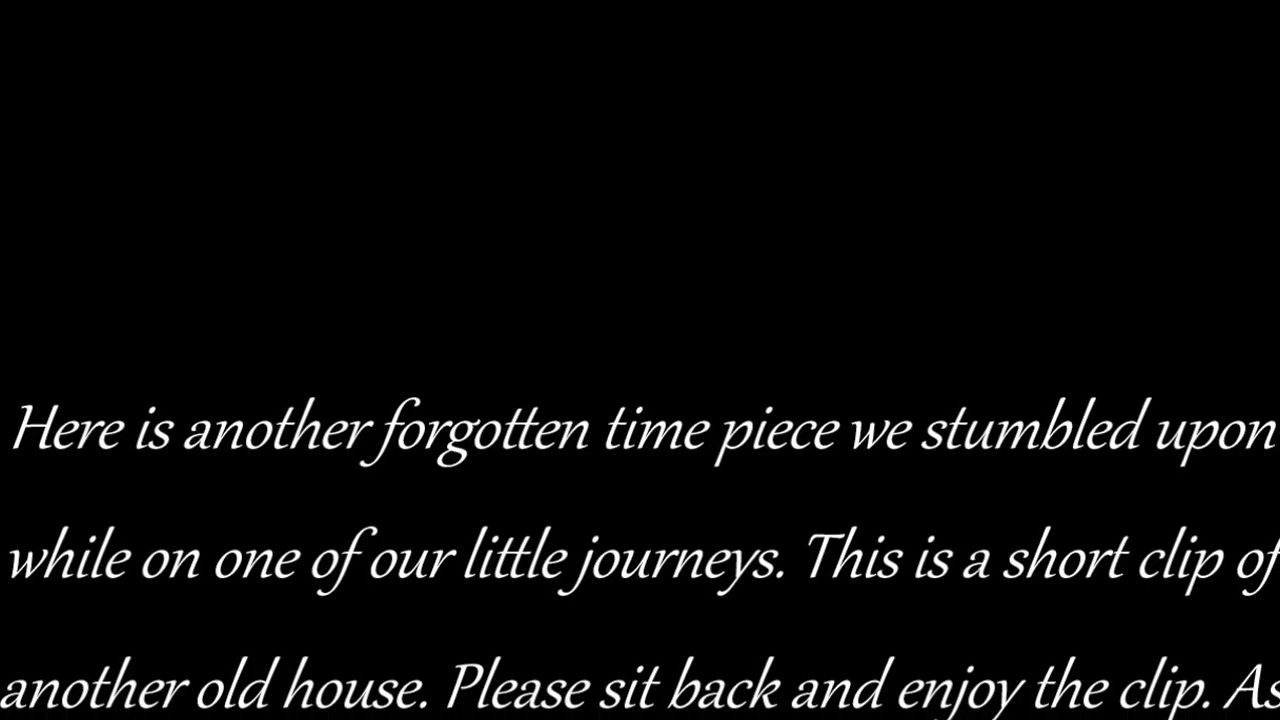 Here is another forgotten time piece we stumbled upon
while on one of our little journeys. This is a short clip of
another old house. Please sit back and enjoy the clip. As